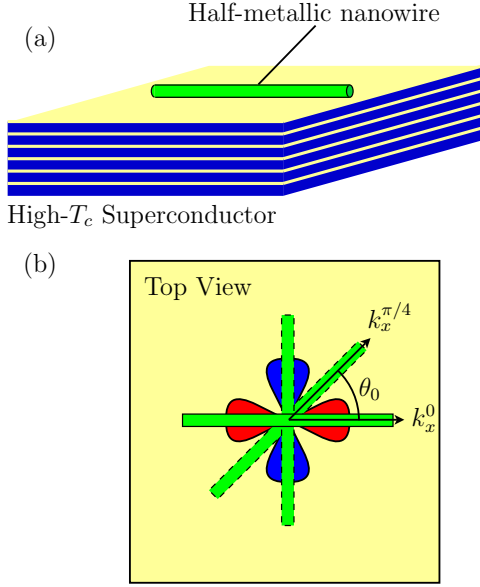 (a)
Half-metallic nanowire
High-$T_c$ Superconductor
(b)
Top View
$k_x^{\pi/4}$
$\theta_0$
$k_x^0$